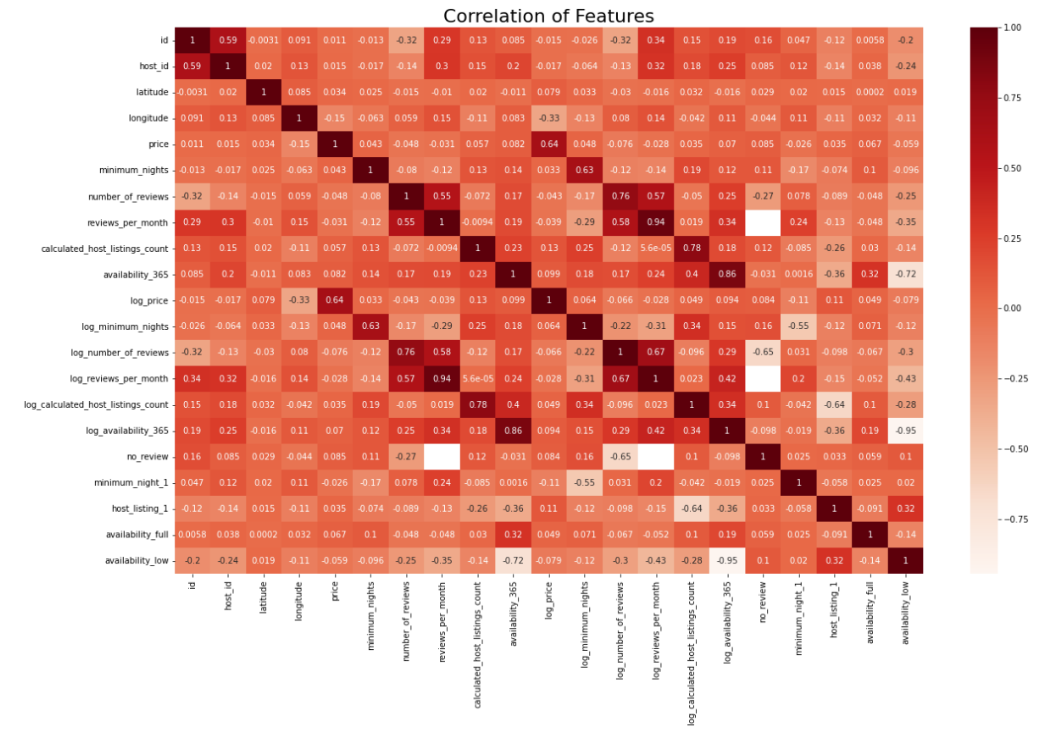 Correlation of Features
id 1 0.59 -0.0031 0.091 0.011 -0.013 -0.32 0.29 0.13 0.085 -0.015 -0.026 -0.32 0.34 0.15 0.19 0.16 0.047 -0.12 0.0058 -0.2
host_id 0.59 1 0.02 0.13 0.015 -0.017 -0.14 0.3 0.15 0.2 -0.017 -0.064 -0.13 0.32 0.18 0.25 0.085 0.12 -0.14 0.038 -0.24
latitude -0.0031 0.02 1 0.085 0.034 0.025 -0.015 -0.01 0.02 -0.011 0.079 0.033 -0.03 -0.016 0.032 -0.016 -0.029 0.02 0.015 0.0002 0.019
longitude 0.091 0.13 0.085 1 -0.15 -0.063 0.059 0.15 -0.11 0.083 -0.33 -0.13 0.08 0.14 -0.042 0.11 -0.044 0.11 -0.11 0.032 -0.11
price 0.011 0.015 0.034 -0.15 1 0.043 -0.048 -0.031 0.057 0.082 0.64 0.048 -0.076 -0.028 0.035 0.07 0.085 -0.026 0.035 0.067 -0.059
minimum_nights -0.013 -0.017 0.025 -0.063 0.043 1 -0.08 -0.12 0.13 0.14 0.033 0.63 -0.12 -0.14 0.19 0.12 0.11 -0.17 -0.074 0.1 -0.096
number_of_reviews -0.32 -0.14 -0.015 0.059 -0.048 -0.08 1 0.55 -0.072 0.17 -0.043 -0.17 0.76 0.57 -0.05 0.25 -0.27 0.078 -0.089 -0.048 -0.25
reviews_per_month 0.29 0.3 -0.01 0.15 -0.031 -0.12 0.55 1 -0.0094 0.19 -0.039 -0.29 0.58 0.94 0.019 0.34 0.24 -0.13 -0.048 -0.35
calculated_host_listings_count 0.13 0.15 0.02 -0.11 0.057 0.13 -0.072 -0.0094 1 0.23 0.13 0.25 -0.12 5.6e-05 0.78 0.18 0.12 -0.085 -0.26 0.03 -0.14
availability_365 0.085 0.2 -0.011 0.083 0.082 0.14 0.17 0.19 0.23 1 0.099 0.18 0.17 0.24 0.4 0.86 -0.031 0.0016 -0.36 0.32 -0.72
log_price -0.015 -0.017 0.079 -0.33 0.64 0.033 -0.043 -0.039 0.13 0.099 1 0.064 -0.066 -0.028 0.049 0.094 0.084 -0.11 0.11 0.049 -0.079
log_minimum_nights -0.026 -0.064 0.033 -0.13 0.048 0.63 -0.17 -0.29 0.25 0.18 0.064 1 -0.22 -0.31 0.34 0.15 0.16 -0.55 -0.12 0.071 -0.12
log_number_of_reviews -0.32 -0.13 -0.03 0.08 -0.076 -0.12 0.76 0.58 -0.12 0.17 -0.066 -0.22 1 0.67 -0.096 0.29 -0.65 0.031 -0.098 -0.067 -0.3
log_reviews_per_month 0.34 0.32 -0.016 0.14 -0.028 -0.14 0.57 0.94 5.6e-05 0.24 -0.028 -0.31 0.67 1 0.023 0.42 0.2 -0.15 -0.052 -0.43
log_calculated_host_listings_count 0.15 0.18 0.032 -0.042 0.035 0.19 -0.05 0.019 0.78 0.4 0.049 0.34 -0.096 0.023 1 0.34 0.1 -0.042 -0.64 0.1 -0.28
log_availability_365 0.19 0.25 -0.016 0.11 0.07 0.12 0.25 0.34 0.18 0.86 0.094 0.15 0.29 0.42 0.34 1 -0.098 -0.019 -0.36 0.19 -0.95
no_review 0.16 0.085 -0.029 -0.044 0.085 0.11 -0.27 0.12 -0.031 0.084 0.16 -0.65 0.1 -0.098 1 0.025 0.033 0.059 0.1
minimum_night_1 0.047 0.12 0.02 0.11 -0.026 -0.17 0.078 0.24 -0.085 0.0016 -0.11 -0.55 0.031 0.2 -0.042 -0.019 0.025 1 -0.058 0.025 0.02
host_listing_1 -0.12 -0.14 0.015 -0.11 0.035 -0.074 -0.089 -0.13 -0.26 -0.36 0.11 -0.12 -0.098 -0.15 -0.64 -0.36 0.033 -0.058 1 -0.091 0.32
availability_full 0.0058 0.038 0.0002 0.032 0.067 0.1 -0.048 -0.048 0.03 0.32 0.049 0.071 -0.067 -0.052 0.1 0.19 0.059 0.025 -0.091 1 -0.14
availability_low -0.2 -0.24 0.019 -0.11 -0.059 -0.096 -0.25 -0.35 -0.14 -0.72 -0.079 -0.12 -0.3 -0.43 -0.28 -0.95 0.1 0.02 0.32 -0.14 1
id
host_id
latitude
longitude
price
minimum_nights
number_of_reviews
reviews_per_month
calculated_host_listings_count
availability_365
log_price
log_minimum_nights
log_number_of_reviews
log_reviews_per_month
log_calculated_host_listings_count
log_availability_365
no_review
minimum_night_1
host_listing_1
availability_full
availability_low
1.00
0.75
0.50
0.25
0.00
−0.25
−0.50
−0.75